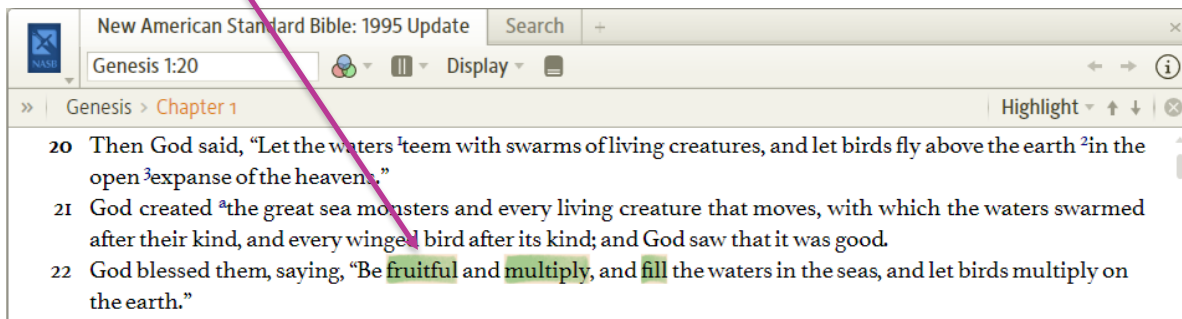 New American Standard Bible: 1995 Update Search +
NASB Genesis 1:20 Display
» Genesis > Chapter 1 Highlight
20 Then God said, “Let the waters 1teem with swarms of living creatures, and let birds fly above the earth 2in the
open 3expanse of the heavens.”
21 God created athe great sea monsters and every living creature that moves, with which the waters swarmed
after their kind, and every winged bird after its kind; and God saw that it was good.
22 God blessed them, saying, “Be fruitful and multiply, and fill the waters in the seas, and let birds multiply on
the earth.”